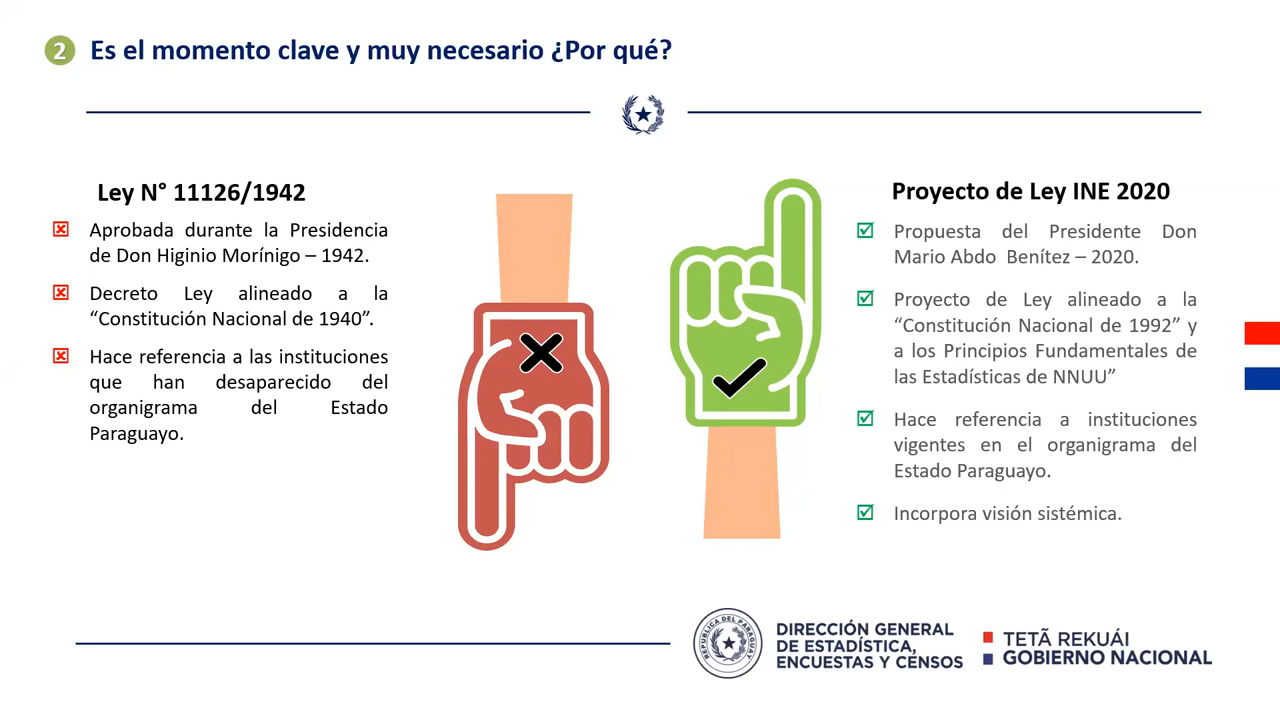 2 Es el momento clave y muy necesario ¿Por qué?
Ley N° 11126/1942
Aprobada durante la Presidencia
de Don Higinio Morínigo – 1942.
Decreto Ley alineado a la
“Constitución Nacional de 1940”.
Hace referencia a las instituciones
que han desaparecido del
organigrama del Estado
Paraguayo.
Proyecto de Ley INE 2020
Propuesta del Presidente Don
Mario Abdo Benítez – 2020.
Proyecto de Ley alineado a la
“Constitución Nacional de 1992” y
a los Principios Fundamentales de
las Estadísticas de NNUU”
Hace referencia a instituciones
vigentes en el organigrama del
Estado Paraguayo.
Incorpora visión sistémica.
REPUBLICA DEL PARAGUAY
DIRECCIÓN GENERAL
DE ESTADÍSTICA,
ENCUESTAS Y CENSOS
TETÃ REKUÁI
GOBIERNO NACIONAL